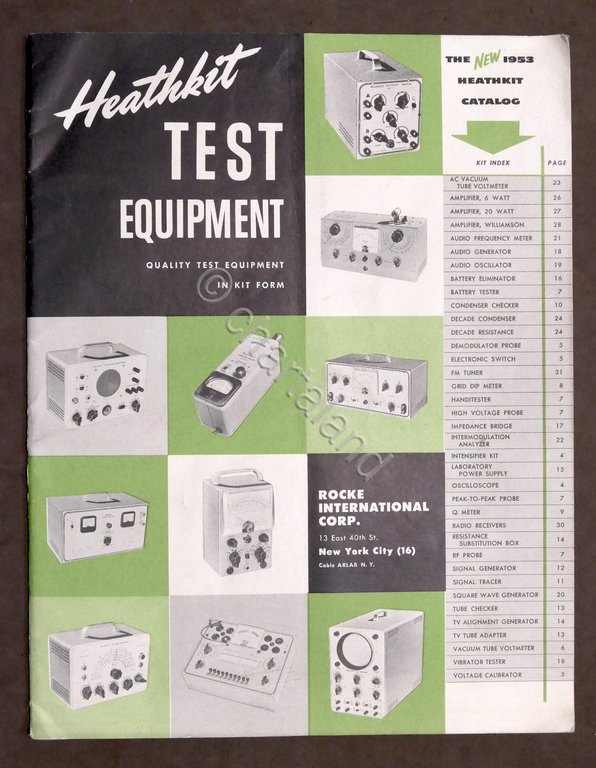 Heathkit
TEST
EQUIPMENT
QUALITY TEST EQUIPMENT
IN KIT FORM
THE NEW 1953
HEATHKIT
CATALOG
KIT INDEX PAGE
AC VACUUM
TUBE VOLTMETER 23
AMPLIFIER, 6 WATT 26
AMPLIFIER, 20 WATT 27
AMPLIFIER, WILLIAMSON 28
AUDIO FREQUENCY METER 21
AUDIO GENERATOR 18
AUDIO OSCILLATOR 19
BATTERY ELIMINATOR 16
BATTERY TESTER 7
CONDENSER CHECKER 10
DECADE CONDENSER 24
DECADE RESISTANCE 24
DEMODULATOR PROBE 5
ELECTRONIC SWITCH 5
FM TUNER 31
GRID DIP METER 8
HANDITESTER 7
HIGH VOLTAGE PROBE 7
IMPEDANCE BRIDGE 17
INTERMODULATION
ANALYZER 22
INTENSIFIER KIT 4
LABORATORY
POWER SUPPLY 15
OSCILLOSCOPE 4
PEAK-TO-PEAK PROBE 7
Q METER 9
RADIO RECEIVERS 30
RESISTANCE
SUBSTITUTION BOX 14
RF PROBE 7
SIGNAL GENERATOR 12
SIGNAL TRACER 11
SQUARE WAVE GENERATOR 20
TUBE CHECKER 13
TV ALIGNMENT GENERATOR 14
TV TUBE ADAPTER 13
VACUUM TUBE VOLTMETER 6
VIBRATOR TESTER 16
VOLTAGE CALIBRATOR 5
ROCKE
INTERNATIONAL
CORP.
13 East 40th St.
New York City (16)
Cable ARLAB N. Y.
© cartaland